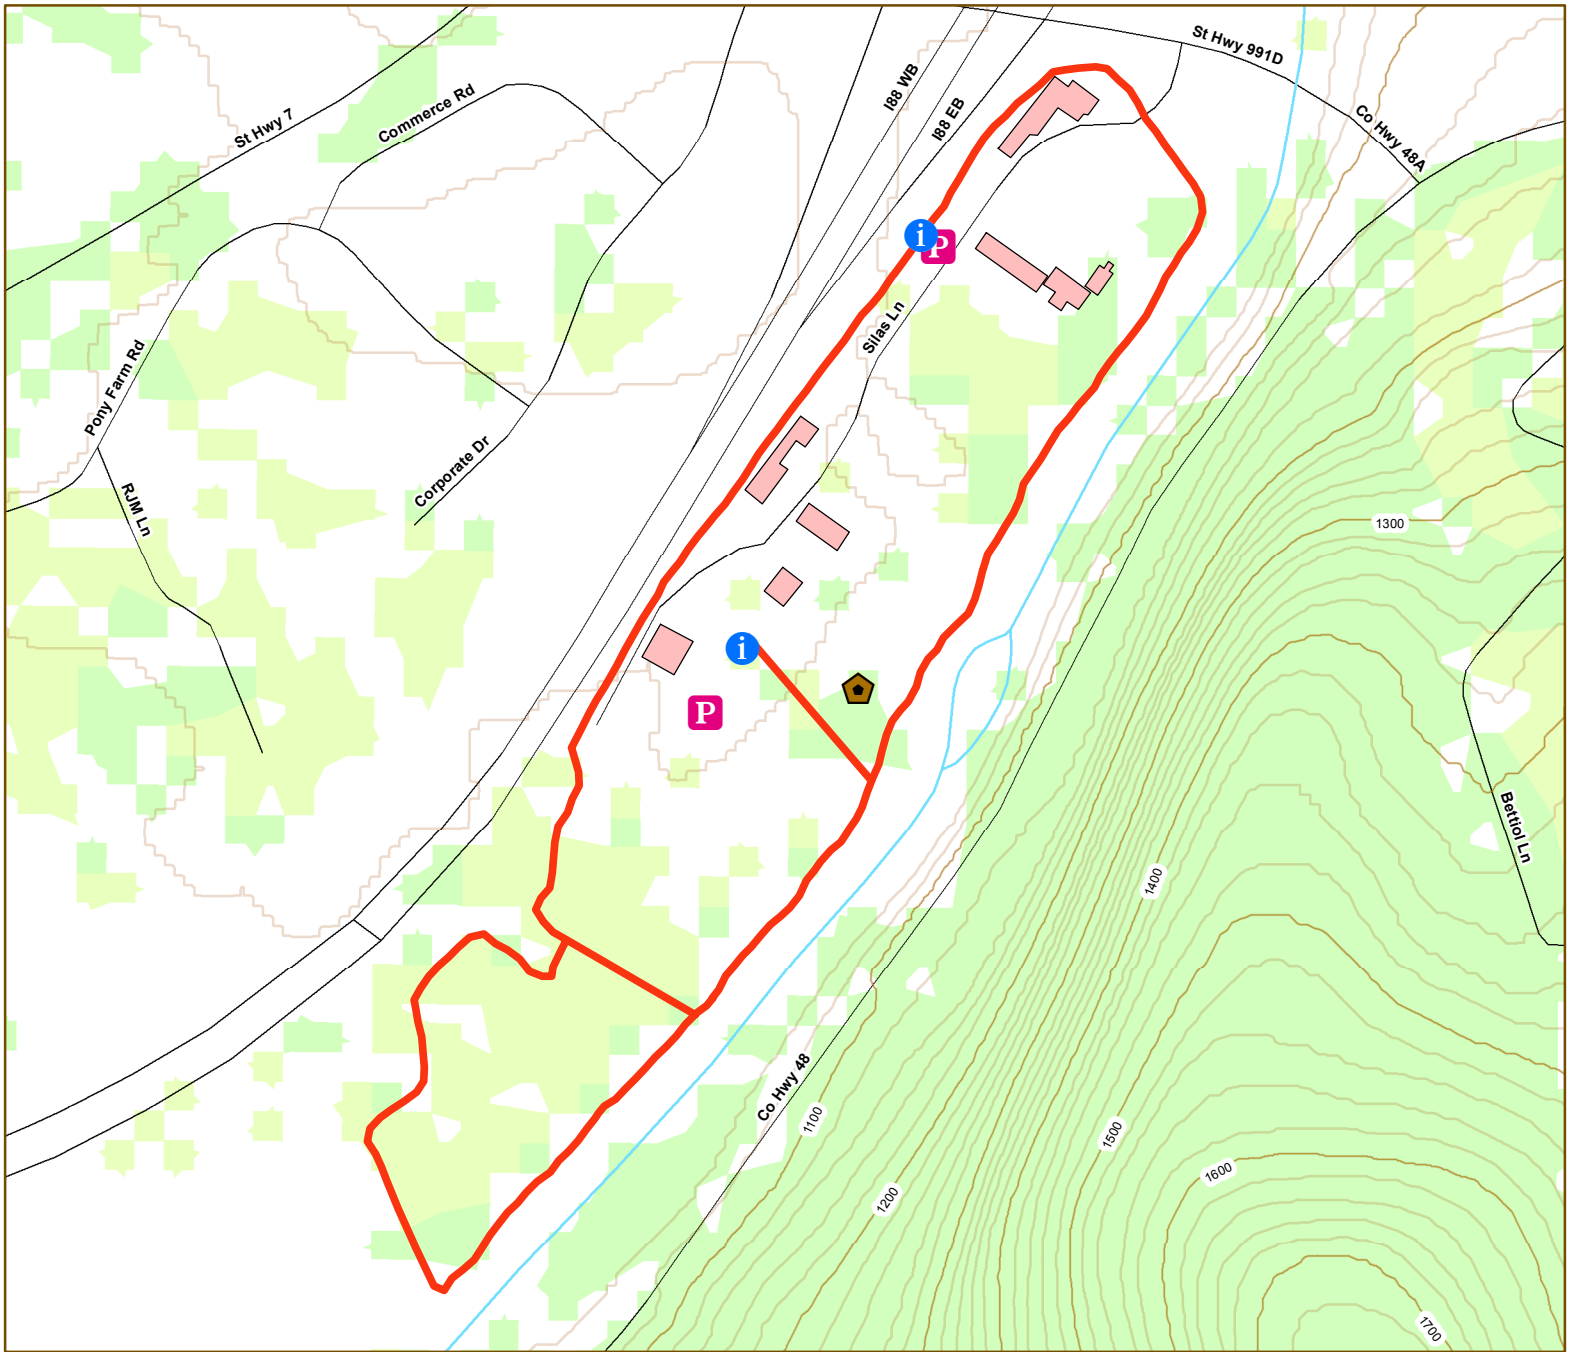 St Hwy 991D
I88 WB
I88 EB
Commerce Rd
St Hwy 7
Co Hwy 48A
i
P
Silas Ln
Pony Farm Rd
Corporate Dr
RJM Ln
1300
i
P
Bettiol Ln
1400
Co Hwy 48
1100
1500
1600
1200
1700